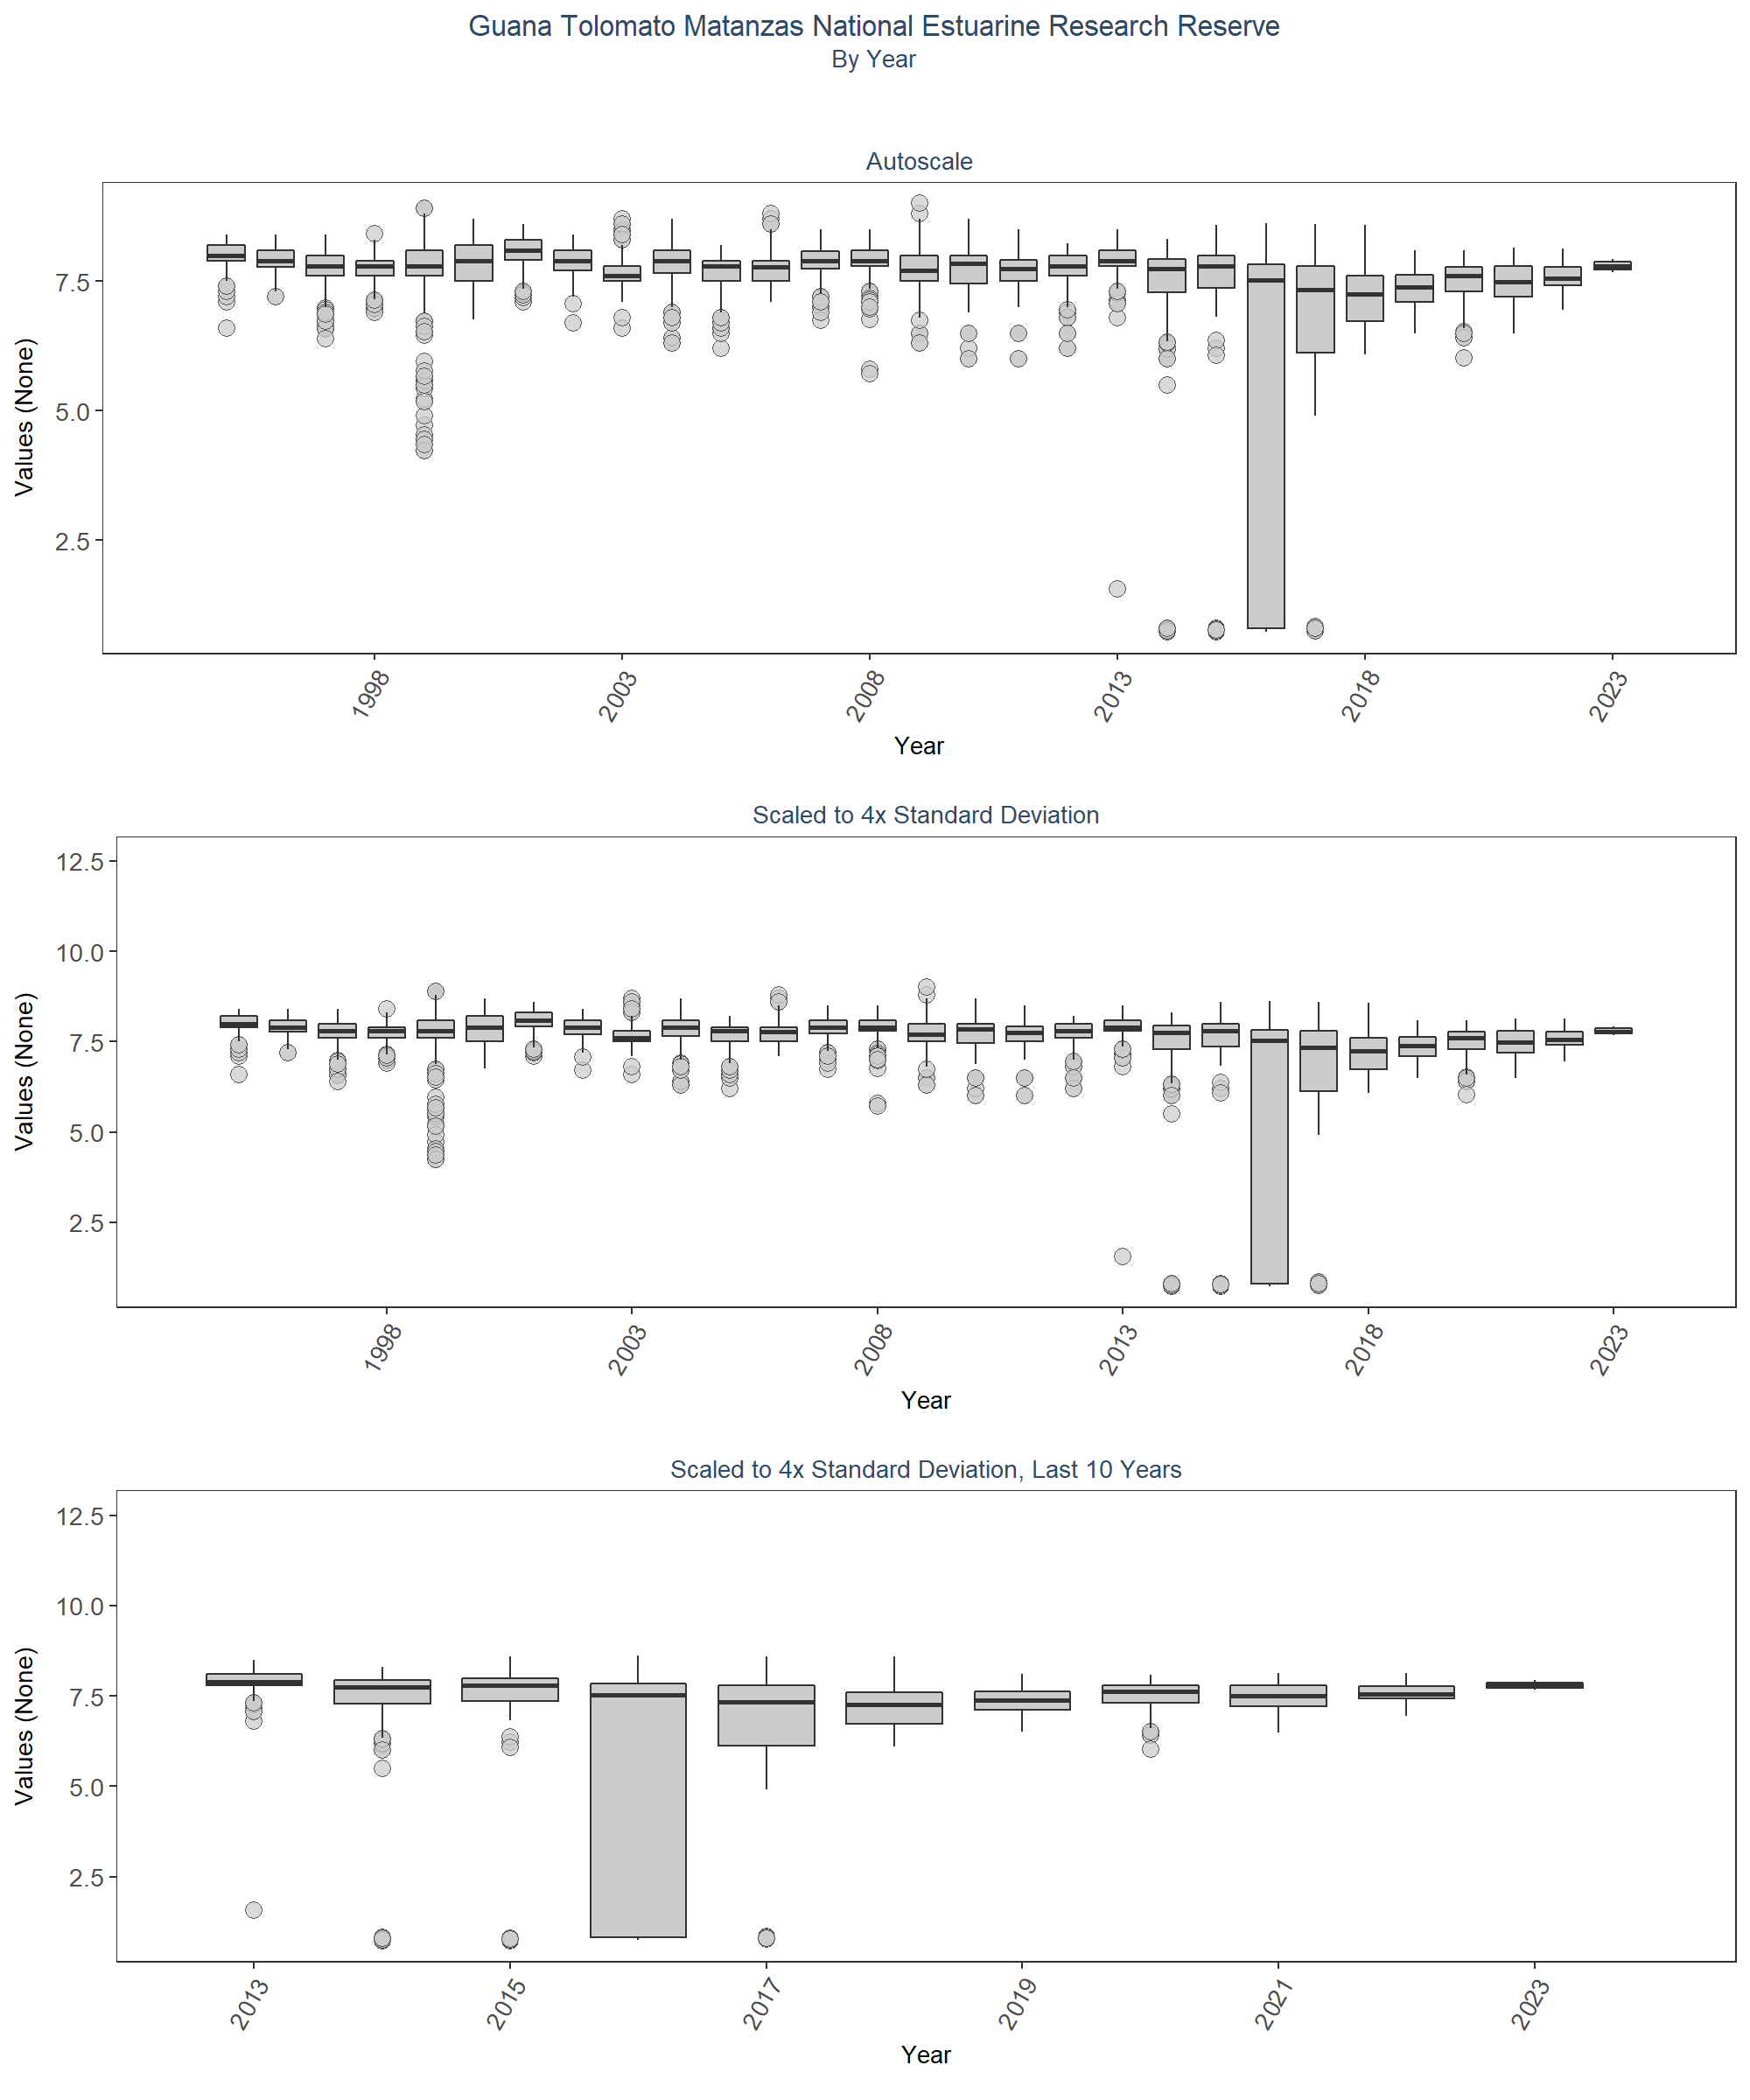 Guana Tolomato Matanzas National Estuarine Research Reserve
By Year
Autoscale
Values (None)
7.5
5.0
2.5
1998
2003
2008
2013
2018
2023
Year
Scaled to 4x Standard Deviation
Values (None)
12.5
10.0
7.5
5.0
2.5
1998
2003
2008
2013
2018
2023
Year
Scaled to 4x Standard Deviation, Last 10 Years
Values (None)
12.5
10.0
7.5
5.0
2.5
2013
2015
2017
2019
2021
2023
Year